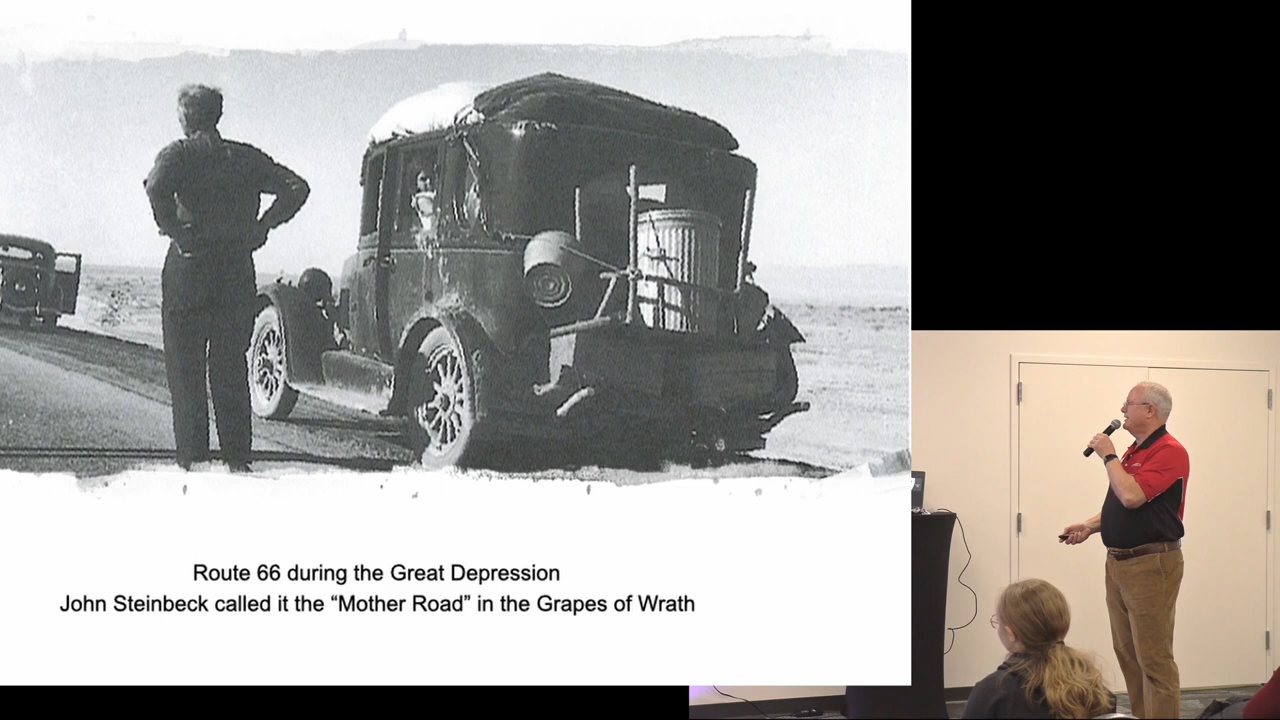 Route 66 during the Great Depression
John Steinbeck called it the “Mother Road” in the Grapes of Wrath